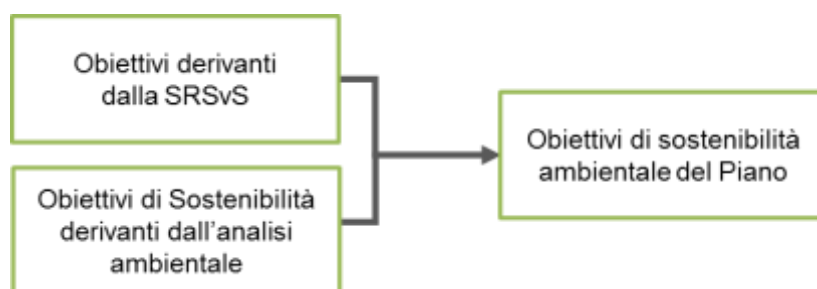 Obiettivi derivanti
dalla SRSvS
Obiettivi di Sostenibilità
derivanti dall'analisi
ambientale
Obiettivi di sostenibilità
ambientale del Piano